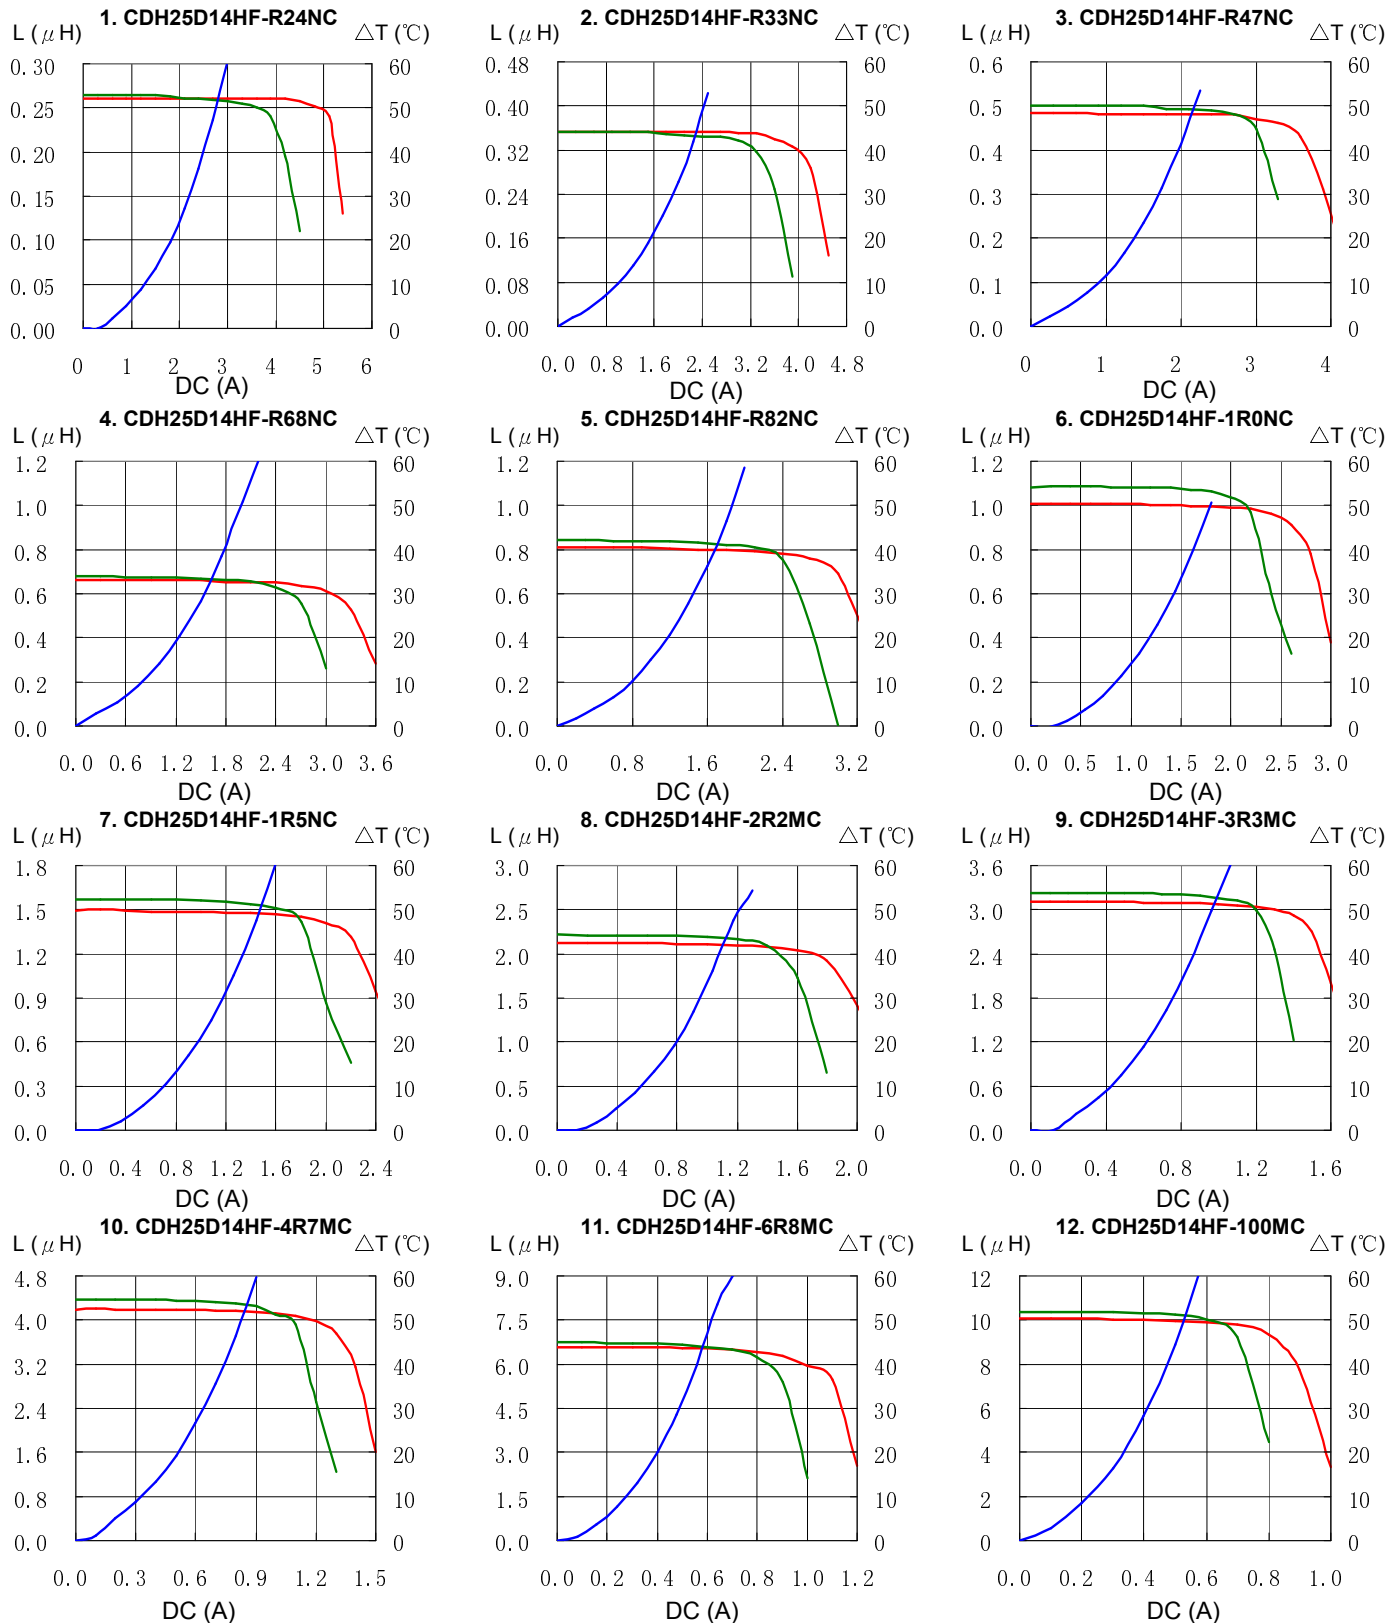 1. CDH25D14HF-R24NC
L (μH) △T (℃)
0.30 60
0.25 50
0.20 40
0.15 30
0.10 20
0.05 10
0.00 0
0 1 2 3 4 5 6
DC (A)
2. CDH25D14HF-R33NC
L (μH) △T (℃)
0.48 60
0.40 50
0.32 40
0.24 30
0.16 20
0.08 10
0.00 0
0.0 0.8 1.6 2.4 3.2 4.0 4.8
DC (A)
3. CDH25D14HF-R47NC
L (μH) △T (℃)
0.6 60
0.5 50
0.4 40
0.3 30
0.2 20
0.1 10
0.0 0
0 1 2 3 4
DC (A)
4. CDH25D14HF-R68NC
L (μH) △T (℃)
1.2 60
1.0 50
0.8 40
0.6 30
0.4 20
0.2 10
0.0 0
0.0 0.6 1.2 1.8 2.4 3.0 3.6
DC (A)
5. CDH25D14HF-R82NC
L (μH) △T (℃)
1.2 60
1.0 50
0.8 40
0.6 30
0.4 20
0.2 10
0.0 0
0.0 0.8 1.6 2.4 3.2
DC (A)
6. CDH25D14HF-1R0NC
L (μH) △T (℃)
1.2 60
1.0 50
0.8 40
0.6 30
0.4 20
0.2 10
0.0 0
0.0 0.5 1.0 1.5 2.0 2.5 3.0
DC (A)
7. CDH25D14HF-1R5NC
L (μH) △T (℃)
1.8 60
1.5 50
1.2 40
0.9 30
0.6 20
0.3 10
0.0 0
0.0 0.4 0.8 1.2 1.6 2.0 2.4
DC (A)
8. CDH25D14HF-2R2MC
L (μH) △T (℃)
3.0 60
2.5 50
2.0 40
1.5 30
1.0 20
0.5 10
0.0 0
0.0 0.4 0.8 1.2 1.6 2.0
DC (A)
9. CDH25D14HF-3R3MC
L (μH) △T (℃)
3.6 60
3.0 50
2.4 40
1.8 30
1.2 20
0.6 10
0.0 0
0.0 0.4 0.8 1.2 1.6
DC (A)
10. CDH25D14HF-4R7MC
L (μH) △T (℃)
4.8 60
4.0 50
3.2 40
2.4 30
1.6 20
0.8 10
0.0 0
0.0 0.3 0.6 0.9 1.2 1.5
DC (A)
11. CDH25D14HF-6R8MC
L (μH) △T (℃)
9.0 60
7.5 50
6.0 40
4.5 30
3.0 20
1.5 10
0.0 0
0.0 0.2 0.4 0.6 0.8 1.0 1.2
DC (A)
12. CDH25D14HF-100MC
L (μH) △T (℃)
12 60
10 50
8 40
6 30
4 20
2 10
0 0
0.0 0.2 0.4 0.6 0.8 1.0
DC (A)